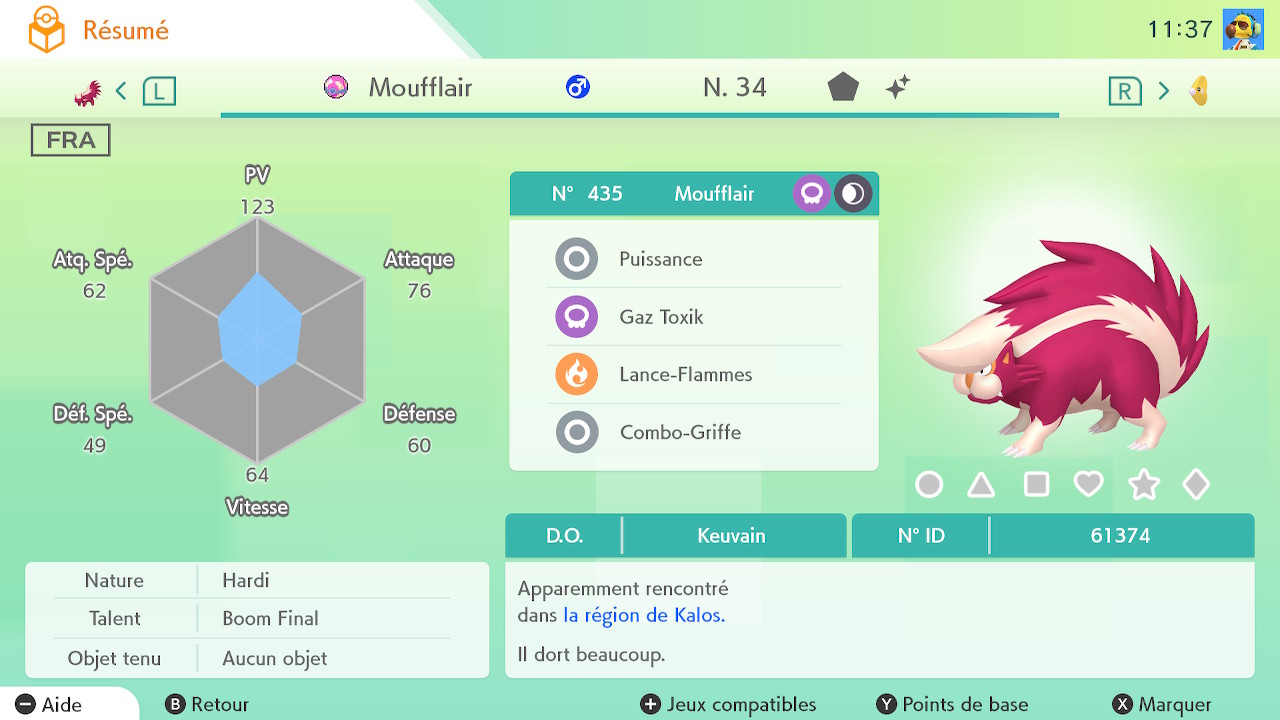 Résumé
11:37
L
Moufflair
N. 34
R
FRA
PV
123
Atq. Spé.
62
Attaque
76
Déf. Spé.
49
Défense
60
64
Vitesse
N° 435 Moufflair
Puissance
Gaz Toxik
Lance-Flammes
Combo-Griffe
D.O. Keuvain
N° ID 61374
Nature Hardi
Talent Boom Final
Objet tenu Aucun objet
Apparemment rencontré
dans la région de Kalos.
Il dort beaucoup.
Aide
B Retour
Jeux compatibles
Y Points de base
X Marquer